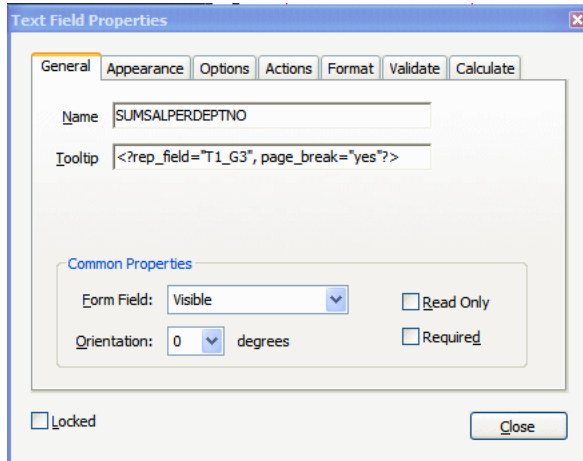 Text Field Properties
General Appearance Options Actions Format Validate Calculate
Name SUMSALPERDEPTNO
Tooltip <?rep_field="T1_G3", page_break="yes"?>
Common Properties
Form Field: Visible Read Only
Orientation: 0 degrees Required
Locked Close